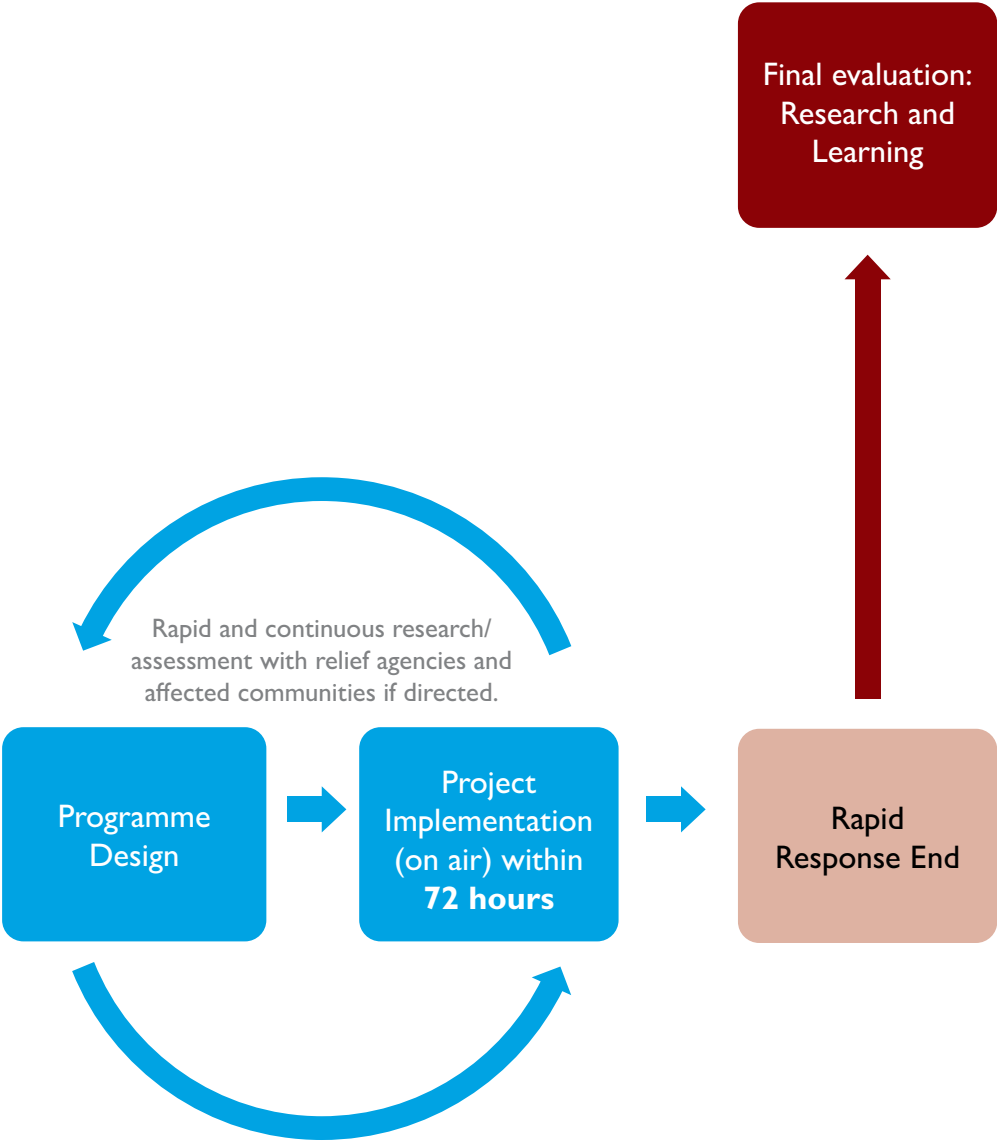 Final evaluation:
Research and
Learning
Rapid and continuous research/
assessment with relief agencies and
affected communities if directed.
Programme
Design
Project
Implementation
(on air) within
72 hours
Rapid
Response End